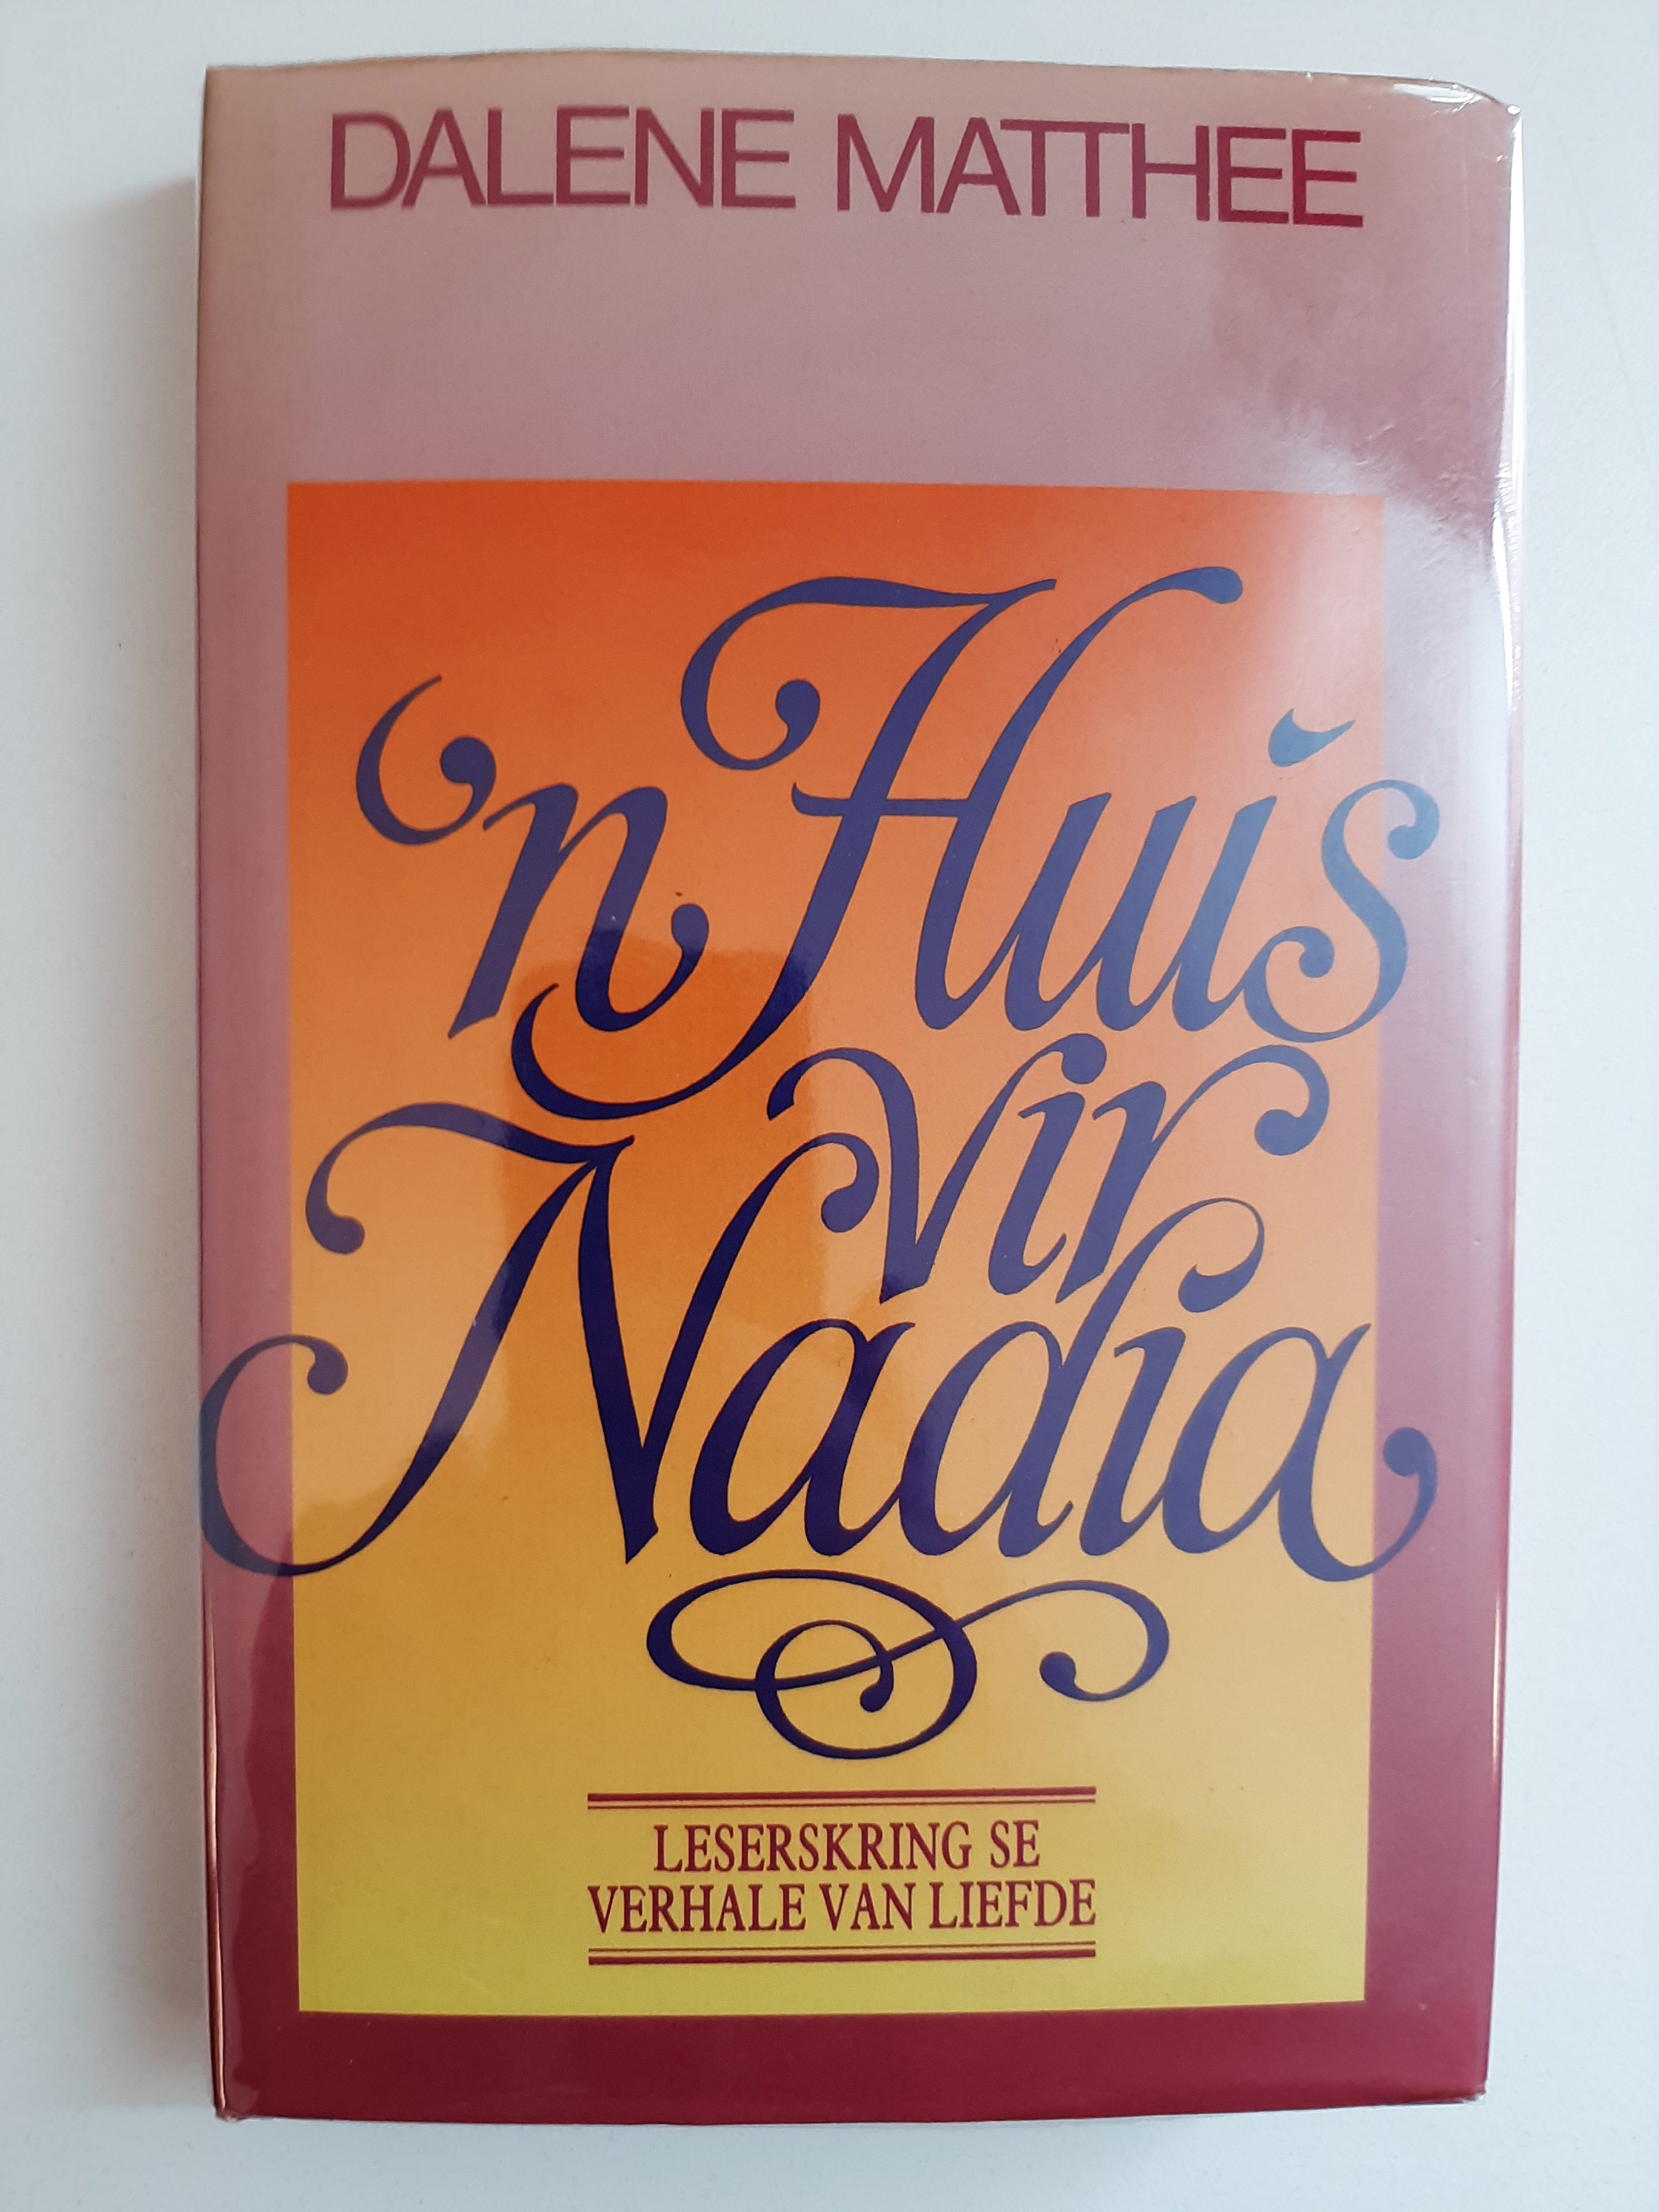 DALENE MATTHEE
'n Huis
vir
Nadia
LESERSKRING SE
VERHALE VAN LIEFDE